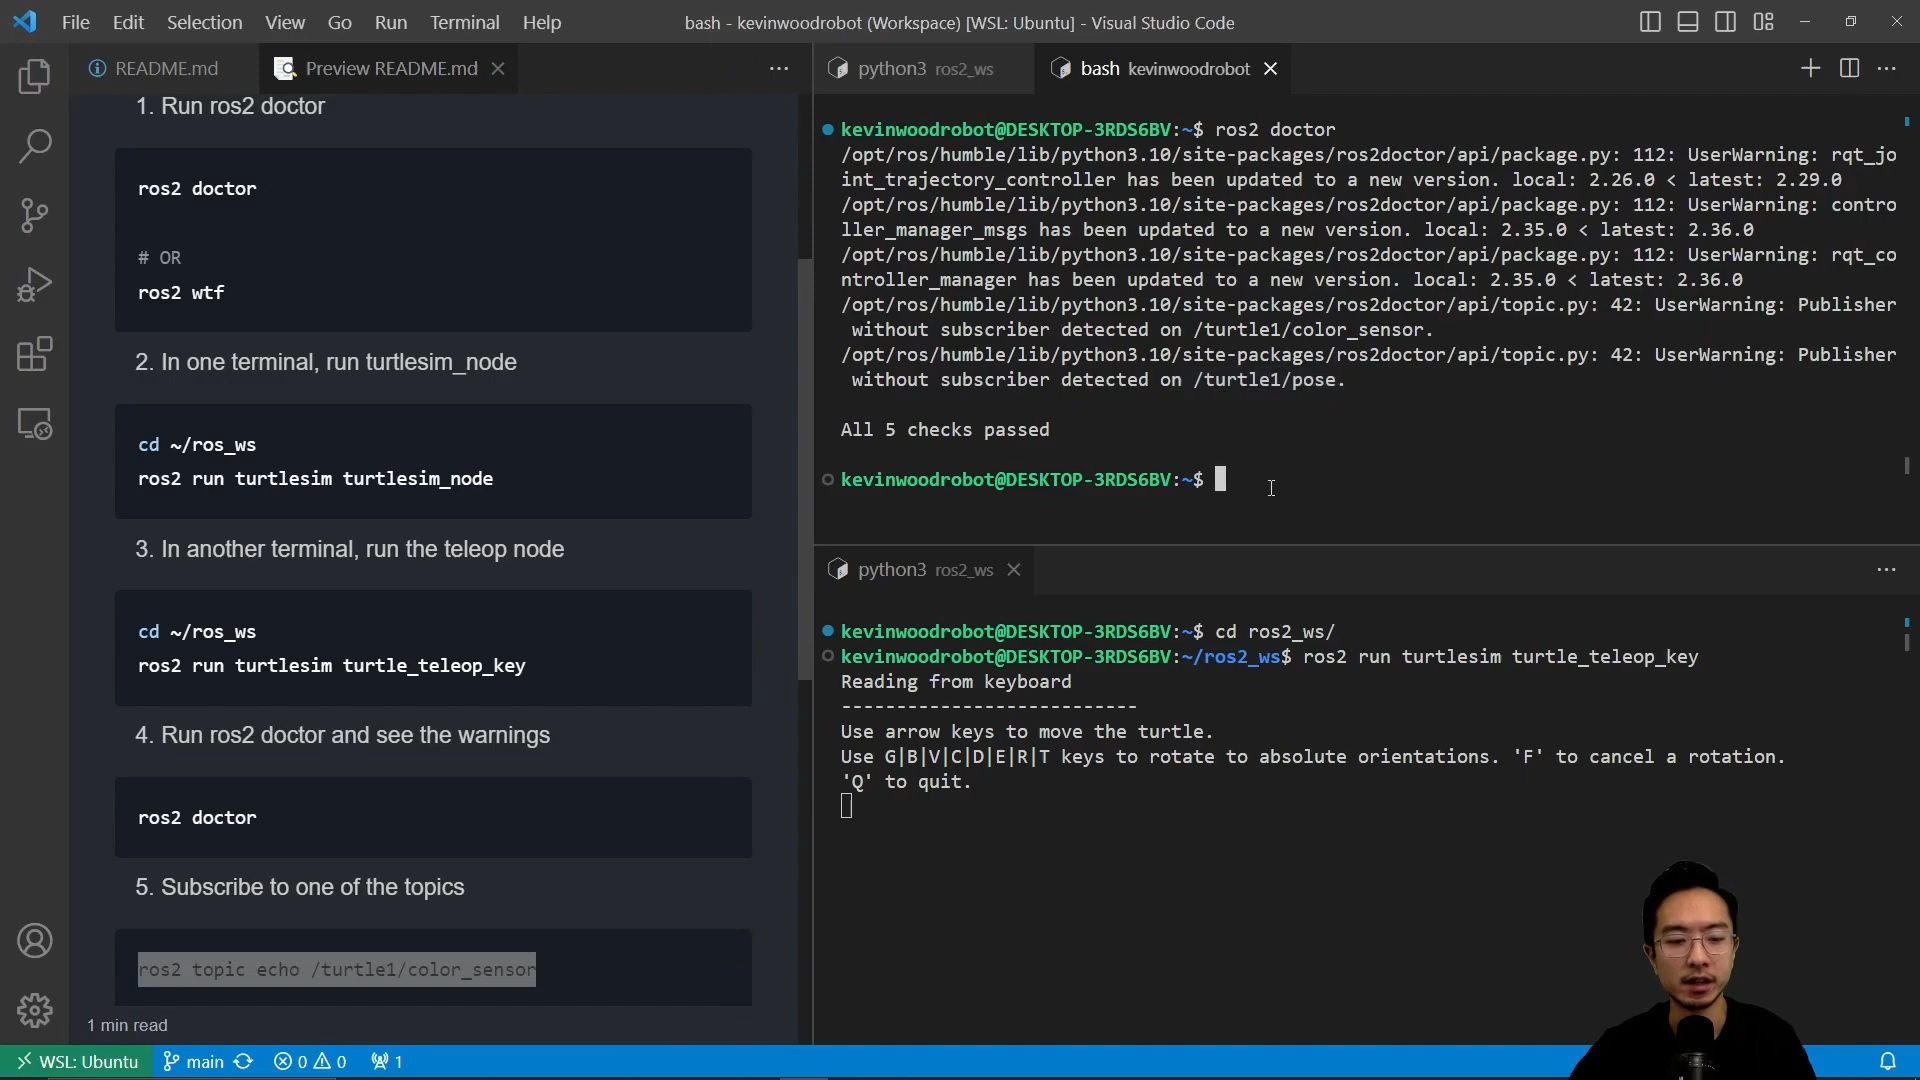 File Edit Selection View Go Run Terminal Help
bash - kevinwoodrobot (Workspace) [WSL: Ubuntu] - Visual Studio Code
README.md
Preview README.md
1. Run ros2 doctor
ros2 doctor
# OR
ros2 wtf
2. In one terminal, run turtlesim_node
cd ~/ros_ws
ros2 run turtlesim turtlesim_node
3. In another terminal, run the teleop node
cd ~/ros_ws
ros2 run turtlesim turtle_teleop_key
4. Run ros2 doctor and see the warnings
ros2 doctor
5. Subscribe to one of the topics
ros2 topic echo /turtle1/color_sensor
1 min read
python3 ros2_ws
bash kevinwoodrobot
kevinwoodrobot@DESKTOP-3RDS6BV:~$ ros2 doctor
/opt/ros/humble/lib/python3.10/site-packages/ros2doctor/api/package.py: 112: UserWarning: rqt_jo
int_trajectory_controller has been updated to a new version. local: 2.26.0 < latest: 2.29.0
/opt/ros/humble/lib/python3.10/site-packages/ros2doctor/api/package.py: 112: UserWarning: contro
ller_manager_msgs has been updated to a new version. local: 2.35.0 < latest: 2.36.0
/opt/ros/humble/lib/python3.10/site-packages/ros2doctor/api/package.py: 112: UserWarning: rqt_co
ntroller_manager has been updated to a new version. local: 2.35.0 < latest: 2.36.0
/opt/ros/humble/lib/python3.10/site-packages/ros2doctor/api/topic.py: 42: UserWarning: Publisher
without subscriber detected on /turtle1/color_sensor.
/opt/ros/humble/lib/python3.10/site-packages/ros2doctor/api/topic.py: 42: UserWarning: Publisher
without subscriber detected on /turtle1/pose.
All 5 checks passed
kevinwoodrobot@DESKTOP-3RDS6BV:~$
python3 ros2_ws
kevinwoodrobot@DESKTOP-3RDS6BV:~$ cd ros2_ws/
kevinwoodrobot@DESKTOP-3RDS6BV:~/ros2_ws$ ros2 run turtlesim turtle_teleop_key
Reading from keyboard
---------------------------
Use arrow keys to move the turtle.
Use G|B|V|C|D|E|R|T keys to rotate to absolute orientations. 'F' to cancel a rotation.
'Q' to quit.
WSL: Ubuntu main 0 0 1